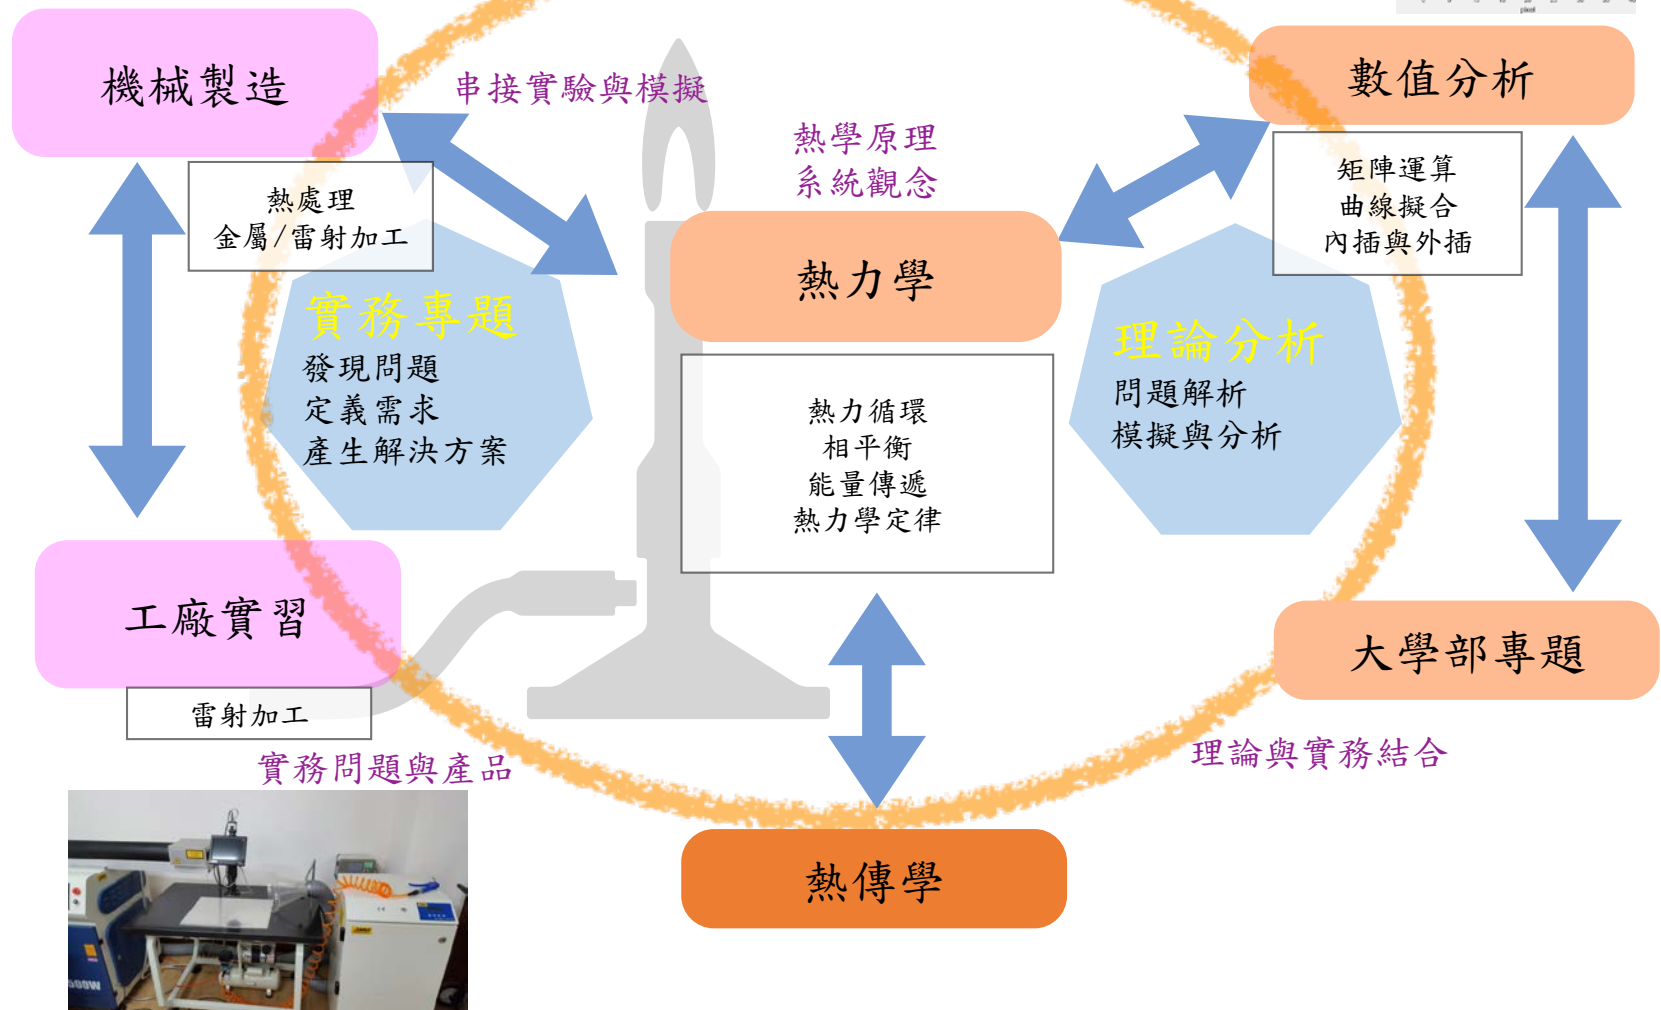 機械製造
串接實驗與模擬
數值分析
熱學原理
系統觀念
熱處理
金屬/雷射加工
矩陣運算
曲線擬合
內插與外插
熱力學
實務專題
發現問題
定義需求
產生解決方案
理論分析
問題解析
模擬與分析
熱力循環
相平衡
能量傳遞
熱力學定律
工廠實習
雷射加工
大學部專題
實務問題與產品
理論與實務結合
熱傳學
500W
pixel